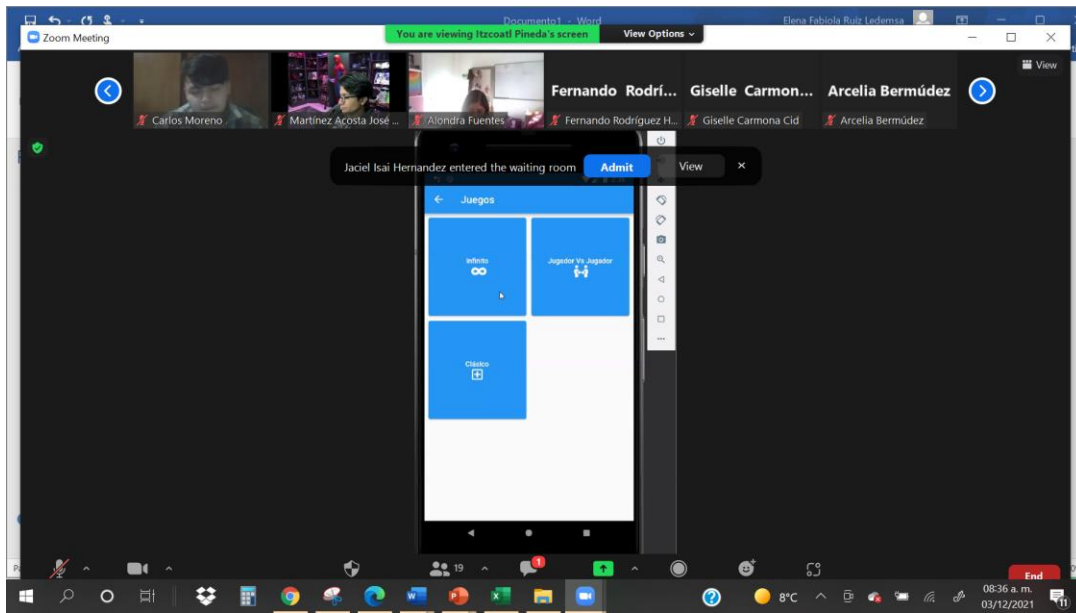 Documento1 - Word
Elena Fabiola Ruiz Ledemsa
Zoom Meeting
You are viewing Itzcoatl Pineda's screen
View Options
View
Carlos Moreno
Martínez Acosta José ...
Alondra Fuentes
Fernando Rodrí...
Fernando Rodríguez H...
Giselle Carmon...
Giselle Carmona Cid
Arcelia Bermúdez
Arcelia Bermúdez
Jaciel Isai Hernandez entered the waiting room
Admit
View
Juegos
Infinito
Jugador Vs Jugador
Clásico
19
1
End
8°C
08:36 a. m.
03/12/2021
11